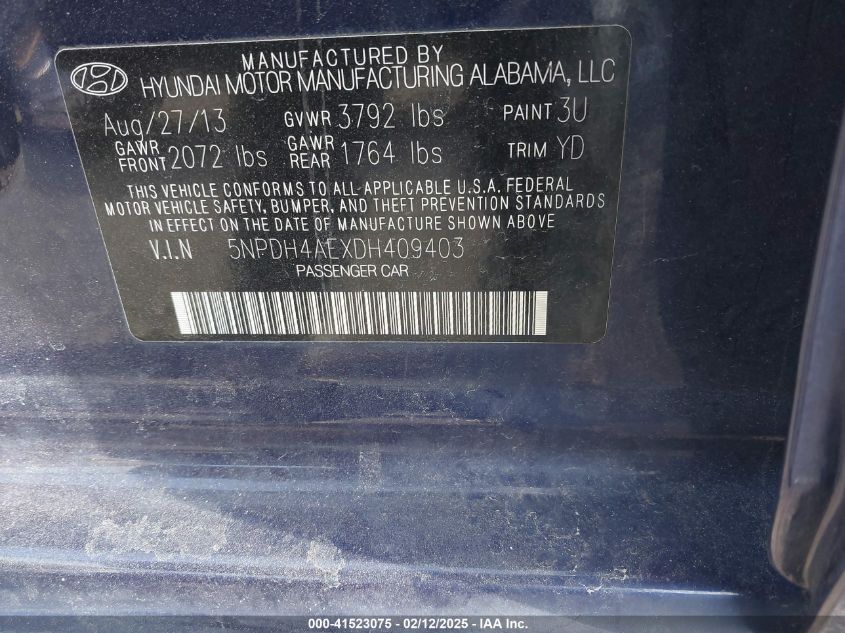 MANUFACTURED BY
HYUNDAI MOTOR MANUFACTURING ALABAMA, LLC
Aug/27/13 GVWR 3792 lbs PAINT 3U
GAWR FRONT 2072 lbs GAWR REAR 1764 lbs TRIM YD
THIS VEHICLE CONFORMS TO ALL APPLICABLE U.S.A. FEDERAL
MOTOR VEHICLE SAFETY, BUMPER, AND THEFT PREVENTION STANDARDS
IN EFFECT ON THE DATE OF MANUFACTURE SHOWN ABOVE
V.I.N 5NPDH4AEXDH409403
PASSENGER CAR
000-41523075 - 02/12/2025 - IAA Inc.